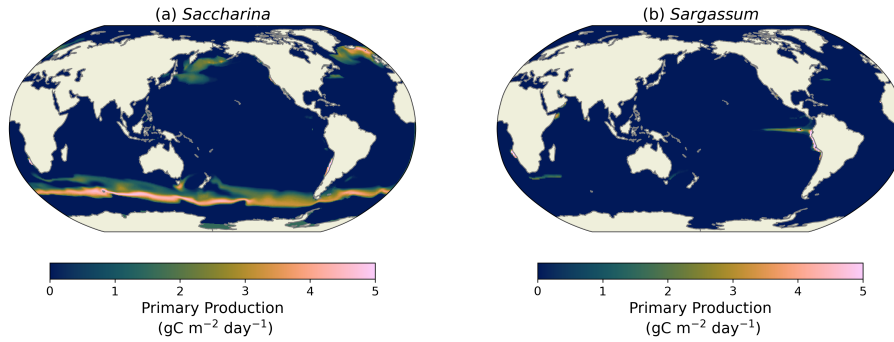 (a) Saccharina
(b) Sargassum
0 1 2 3 4 5
Primary Production
(gC m⁻² day⁻¹)
0 1 2 3 4 5
Primary Production
(gC m⁻² day⁻¹)